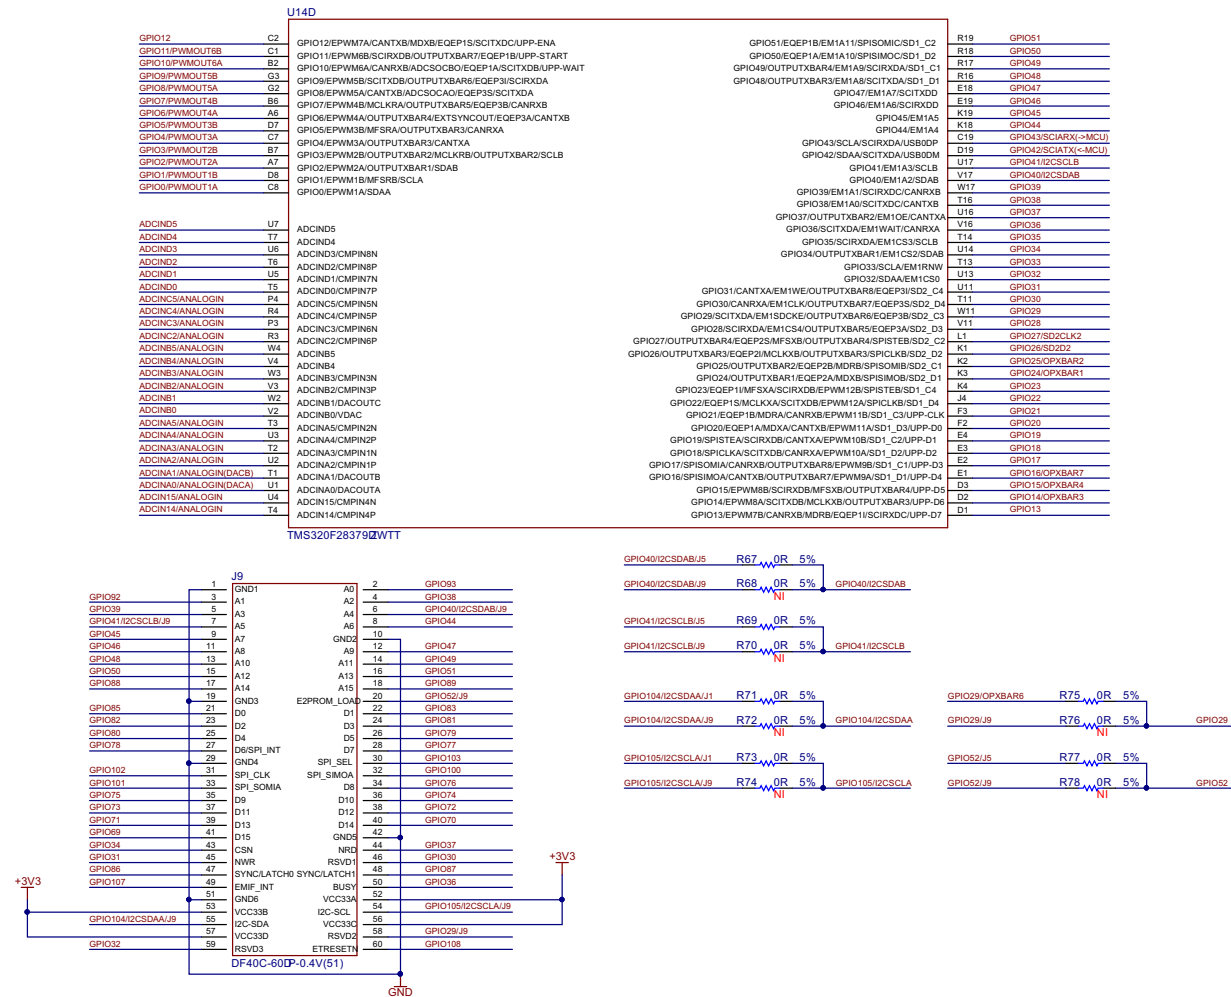 U14D
GPIO12 C2 GPIO12/EPWM7A/CANTXB/MDXB/EQEP1S/SCITXDC/UPP-ENA GPIO51/EQEP1B/EM1A11/SPISOMIC/SD1_C2 R19 GPIO51
GPIO11/PWMOUT6B C1 GPIO11/EPWM6B/SCIRXDB/OUTPUTXBAR7/EQEP1B/UPP-START GPIO50/EQEP1A/EM1A10/SPISIMOC/SD1_D2 R18 GPIO50
GPIO10/PWMOUT6A B2 GPIO10/EPWM6A/CANRXB/ADCSOCBO/EQEP1A/SCITXDB/UPP-WAIT GPIO49/OUTPUTXBAR4/EM1A9/SCIRXDA/SD1_C1 R17 GPIO49
GPIO9/PWMOUT5B G3 GPIO9/EPWM5B/SCITXDB/OUTPUTXBAR6/EQEP3I/SCIRXDA GPIO48/OUTPUTXBAR3/EM1A8/SCITXDA/SD1_D1 R16 GPIO48
GPIO8/PWMOUT5A G2 GPIO8/EPWM5A/CANTXB/ADCSOCAO/EQEP3S/SCITXDA GPIO47/EM1A7/SCITXDD E18 GPIO47
GPIO7/PWMOUT4B B6 GPIO7/EPWM4B/MCLKRA/OUTPUTXBAR5/EQEP3B/CANRXB GPIO46/EM1A6/SCIRXDD E19 GPIO46
GPIO6/PWMOUT4A A6 GPIO6/EPWM4A/OUTPUTXBAR4/EXTSYNCOUT/EQEP3A/CANTXB GPIO45/EM1A5 K19 GPIO45
GPIO5/PWMOUT3B D7 GPIO5/EPWM3B/MFSRA/OUTPUTXBAR3/CANRXA GPIO44/EM1A4 K18 GPIO44
GPIO4/PWMOUT3A C7 GPIO4/EPWM3A/OUTPUTXBAR3/CANTXA GPIO43/SCLA/SCIRXDA/USB0DP C19 GPIO43/SCIARX(->MCU)
GPIO3/PWMOUT2B B7 GPIO3/EPWM2B/OUTPUTXBAR2/MCLKRB/OUTPUTXBAR2/SCLB GPIO42/SDAA/SCITXDA/USB0DM D19 GPIO42/SCIATX(<-MCU)
GPIO2/PWMOUT2A A7 GPIO2/EPWM2A/OUTPUTXBAR1/SDAB GPIO41/EM1A3/SCLB U17 GPIO41/I2CSCLB
GPIO1/PWMOUT1B D8 GPIO1/EPWM1B/MFSRB/SCLA GPIO40/EM1A2/SDAB V17 GPIO40/I2CSDAB
GPIO0/PWMOUT1A C8 GPIO0/EPWM1A/SDAA GPIO39/EM1A1/SCIRXDC/CANRXB W17 GPIO39
GPIO38/EM1A0/SCITXDC/CANTXB T16 GPIO38
GPIO37/OUTPUTXBAR2/EM1OE/CANTXA U16 GPIO37
ADCIND5 U7 ADCIND5 GPIO36/SCITXDA/EM1WAIT/CANRXA V16 GPIO36
ADCIND4 T7 ADCIND4 GPIO35/SCIRXDA/EM1CS3/SCLB T14 GPIO35
ADCIND3 U6 ADCIND3/CMPIN8N GPIO34/OUTPUTXBAR1/EM1CS2/SDAB U14 GPIO34
ADCIND2 T6 ADCIND2/CMPIN8P GPIO33/SCLA/EM1RNW T13 GPIO33
ADCIND1 U5 ADCIND1/CMPIN7N GPIO32/SDAA/EM1CS0 U13 GPIO32
ADCIND0 T5 ADCIND0/CMPIN7P GPIO31/CANTXA/EM1WE/OUTPUTXBAR8/EQEP3I/SD2_C4 U11 GPIO31
ADCINC5/ANALOGIN P4 ADCINC5/CMPIN5N GPIO30/CANRXA/EM1CLK/OUTPUTXBAR7/EQEP3S/SD2_D4 T11 GPIO30
ADCINC4/ANALOGIN R4 ADCINC4/CMPIN5P GPIO29/SCITXDA/EM1SDCKE/OUTPUTXBAR6/EQEP3B/SD2_C3 W11 GPIO29
ADCINC3/ANALOGIN P3 ADCINC3/CMPIN6N GPIO28/SCIRXDA/EM1CS4/OUTPUTXBAR5/EQEP3A/SD2_D3 V11 GPIO28
ADCINC2/ANALOGIN R3 ADCINC2/CMPIN6P GPIO27/OUTPUTXBAR4/EQEP2S/MFSXB/OUTPUTXBAR4/SPISTEB/SD2_C2 L1 GPIO27/SD2CLK2
ADCINB5/ANALOGIN W4 ADCINB5 GPIO26/OUTPUTXBAR3/EQEP2I/MCLKXB/OUTPUTXBAR3/SPICLKB/SD2_D2 K1 GPIO26/SD2D2
ADCINB4/ANALOGIN V4 ADCINB4 GPIO25/OUTPUTXBAR2/EQEP2B/MDRB/SPISOMIB/SD2_C1 K2 GPIO25/OPXBAR2
ADCINB3/ANALOGIN W3 ADCINB3/CMPIN3N GPIO24/OUTPUTXBAR1/EQEP2A/MDXB/SPISIMOB/SD2_D1 K3 GPIO24/OPXBAR1
ADCINB2/ANALOGIN V3 ADCINB2/CMPIN3P GPIO23/EQEP1I/MFSXA/SCIRXDB/EPWM12B/SPISTEB/SD1_C4 K4 GPIO23
ADCINB1 W2 ADCINB1/DACOUTC GPIO22/EQEP1S/MCLKXA/SCITXDB/EPWM12A/SPICLKB/SD1_D4 J4 GPIO22
ADCINB0 V2 ADCINB0/VDAC GPIO21/EQEP1B/MDRA/CANRXB/EPWM11B/SD1_C3/UPP-CLK F3 GPIO21
ADCINA5/ANALOGIN T3 ADCINA5/CMPIN2N GPIO20/EQEP1A/MDXA/CANTXB/EPWM11A/SD1_D3/UPP-D0 F2 GPIO20
ADCINA4/ANALOGIN U3 ADCINA4/CMPIN2P GPIO19/SPISTEA/SCIRXDB/CANTXA/EPWM10B/SD1_C2/UPP-D1 E4 GPIO19
ADCINA3/ANALOGIN T2 ADCINA3/CMPIN1N GPIO18/SPICLKA/SCITXDB/CANRXA/EPWM10A/SD1_D2/UPP-D2 E3 GPIO18
ADCINA2/ANALOGIN U2 ADCINA2/CMPIN1P GPIO17/SPISOMIA/CANRXB/OUTPUTXBAR8/EPWM9B/SD1_C1/UPP-D3 E2 GPIO17
ADCINA1/ANALOGIN(DACB) T1 ADCINA1/DACOUTB GPIO16/SPISIMOA/CANTXB/OUTPUTXBAR7/EPWM9A/SD1_D1/UPP-D4 E1 GPIO16/OPXBAR7
ADCINA0/ANALOGIN(DACA) U1 ADCINA0/DACOUTA GPIO15/EPWM8B/SCIRXDB/MFSXB/OUTPUTXBAR4/UPP-D5 D3 GPIO15/OPXBAR4
ADCIN15/ANALOGIN U4 ADCIN15/CMPIN4N GPIO14/EPWM8A/SCITXDB/MCLKXB/OUTPUTXBAR3/UPP-D6 D2 GPIO14/OPXBAR3
ADCIN14/ANALOGIN T4 ADCIN14/CMPIN4P GPIO13/EPWM7B/CANRXB/MDRB/EQEP1I/SCIRXDC/UPP-D7 D1 GPIO13
TMS320F28379DZWTT
J9
1 GND1 A0 2 GPIO93
GPIO92 3 A1 A2 4 GPIO38
GPIO39 5 A3 A4 6 GPIO40/I2CSDAB/J9
GPIO41/I2CSCLB/J9 7 A5 A6 8 GPIO44
GPIO45 9 A7 GND2 10
GPIO46 11 A8 A9 12 GPIO47
GPIO48 13 A10 A11 14 GPIO49
GPIO50 15 A12 A13 16 GPIO51
GPIO88 17 A14 A15 18 GPIO89
19 GND3 E2PROM_LOAD 20 GPIO52/J9
GPIO85 21 D0 D1 22 GPIO83
GPIO82 23 D2 D3 24 GPIO81
GPIO80 25 D4 D5 26 GPIO79
GPIO78 27 D6/SPI_INT D7 28 GPIO77
29 GND4 SPI_SEL 30 GPIO103
GPIO102 31 SPI_CLK SPI_SIMOA 32 GPIO100
GPIO101 33 SPI_SOMIA D8 34 GPIO76
GPIO75 35 D9 D10 36 GPIO74
GPIO73 37 D11 D12 38 GPIO72
GPIO71 39 D13 D14 40 GPIO70
GPIO69 41 D15 GND5 42
GPIO34 43 CSN NRD 44 GPIO37
GPIO31 45 NWR RSVD1 46 GPIO30
GPIO86 47 SYNC/LATCH0 SYNC/LATCH1 48 GPIO87
GPIO107 49 EMIF_INT BUSY 50 GPIO36
51 GND6 VCC33A 52
53 VCC33B I2C-SCL 54 GPIO105/I2CSCLA/J9
GPIO104/I2CSDAA/J9 55 I2C-SDA VCC33C 56
57 VCC33D RSVD2 58 GPIO29/J9
GPIO32 59 RSVD3 ETRESETN 60 GPIO108
DF40C-60DP-0.4V(51)
+3V3
+3V3
GND
GPIO40/I2CSDAB/J5 R67 0R 5%
GPIO40/I2CSDAB/J9 R68 0R 5% GPIO40/I2CSDAB
NI
GPIO41/I2CSCLB/J5 R69 0R 5%
GPIO41/I2CSCLB/J9 R70 0R 5% GPIO41/I2CSCLB
NI
GPIO104/I2CSDAA/J1 R71 0R 5%
GPIO104/I2CSDAA/J9 R72 0R 5% GPIO104/I2CSDAA
NI
GPIO105/I2CSCLA/J1 R73 0R 5%
GPIO105/I2CSCLA/J9 R74 0R 5% GPIO105/I2CSCLA
NI
GPIO29/OPXBAR6 R75 0R 5%
GPIO29/J9 R76 0R 5% GPIO29
NI
GPIO52/J5 R77 0R 5%
GPIO52/J9 R78 0R 5% GPIO52
NI